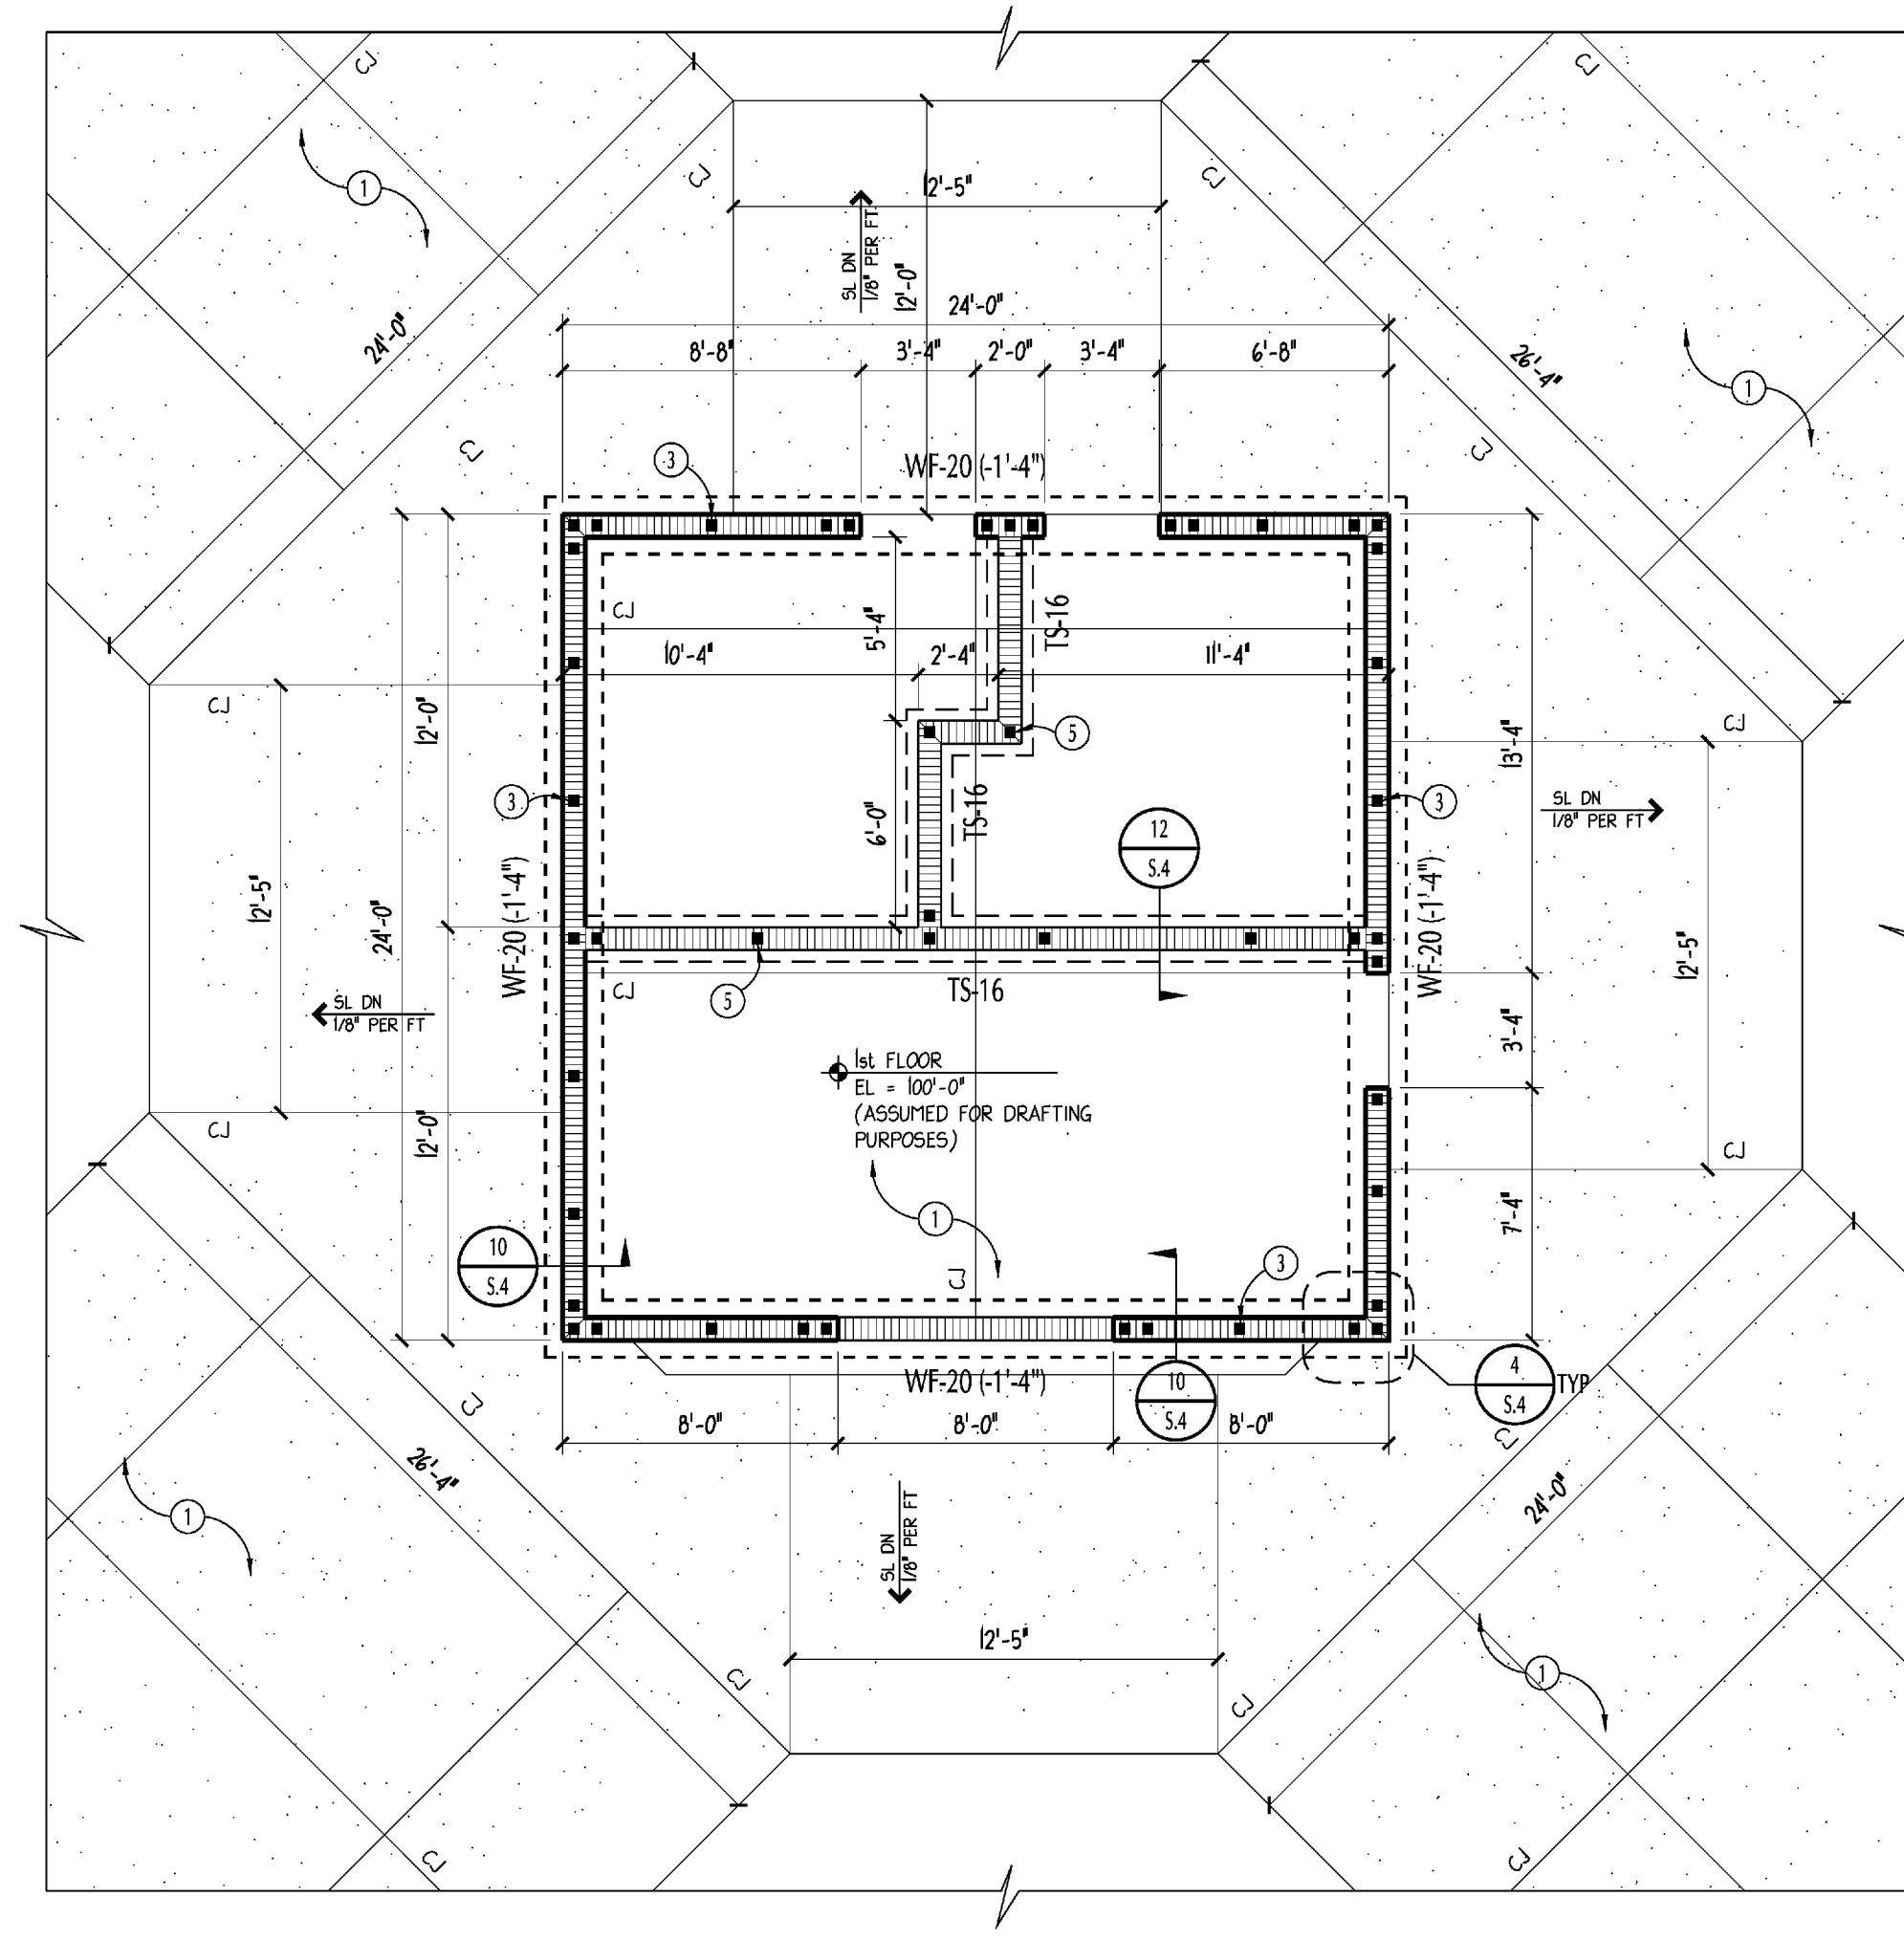 CJ
CJ
1
1
CJ
CJ
12'-5"
SL DN
1/8" PER FT
12'-0"
24'-0"
24'-0"
8'-8"
3'-4"
2'-0"
3'-4"
6'-8"
26'-4"
1
CJ
CJ
3
WF-20 (-1'-4")
CJ
5'-4"
TS-16
10'-4"
2'-4"
11'-4"
CJ
12'-0"
CJ
5
13'-4"
3
3
SL DN
1/8" PER FT
6'-0"
TS-16
12
S.4
12'-5"
24'-0"
WF-20 (-1'-4")
WF-20 (-1'-4")
12'-5"
SL DN
1/8" PER FT
CJ
5
TS-16
3'-4"
1st FLOOR
EL = 100'-0"
(ASSUMED FOR DRAFTING
PURPOSES)
CJ
12'-0"
CJ
7'-4"
1
10
S.4
CJ
3
WF-20 (-1'-4")
10
S.4
4
S.4
TYP
CJ
8'-0"
8'-0"
8'-0"
CJ
26'-4"
24'-0"
1
SL DN
1/8" PER FT
12'-5"
1
CJ
CJ
CJ
CJ